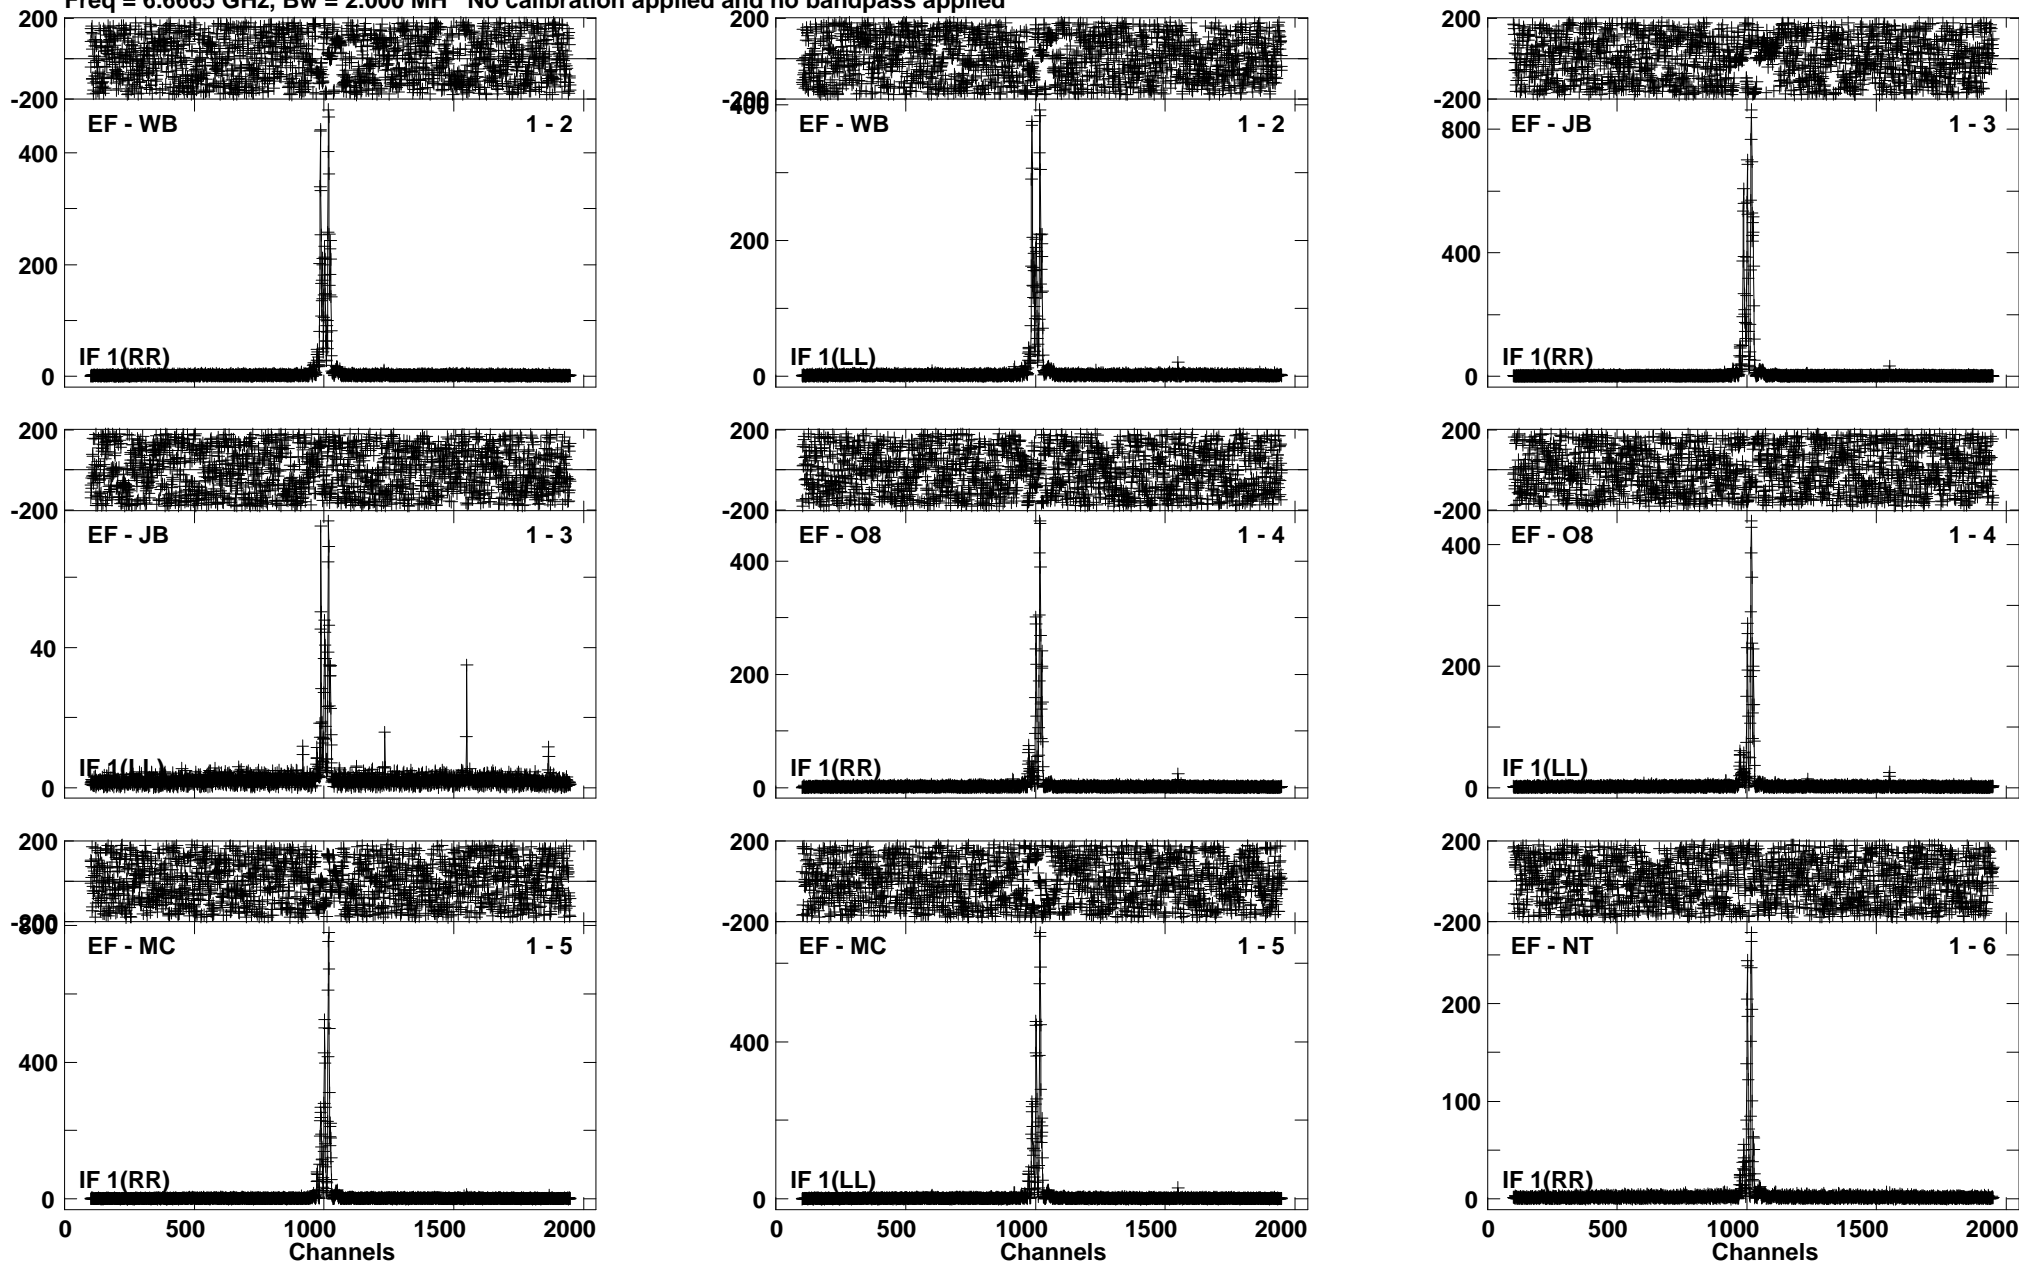 Freq = 6.6665 GHz, Bw = 2.000 MH No calibration applied and no bandpass applied
200 200 200
-200 -200 -200
EF - WB 1 - 2 400 EF - WB 1 - 2 EF - JB 1 - 3
800
400
200 400
200
IF 1(RR) IF 1(LL) IF 1(RR)
0 0 0
200 200 200
-200 -200 -200
EF - JB 1 - 3 EF - O8 1 - 4 EF - O8 1 - 4
400 400
40 200 200
IF 1(LL) IF 1(RR) IF 1(LL)
0 0 0
200 200 200
-200 -200 -200
800 EF - MC 1 - 5 EF - MC 1 - 5 EF - NT 1 - 6
200
400 400
100
IF 1(RR) IF 1(LL) IF 1(RR)
0 0 0
0 500 1000 1500 2000 0 500 1000 1500 2000 0 500 1000 1500 2000
Channels Channels Channels